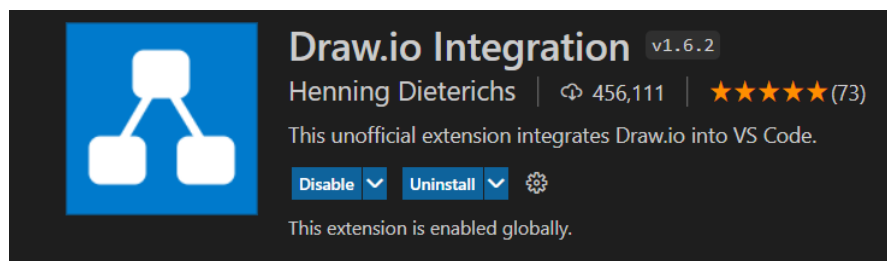 Draw.io Integration v1.6.2
Henning Dieterichs 456,111 (73)
This unofficial extension integrates Draw.io into VS Code.
Disable Uninstall
This extension is enabled globally.